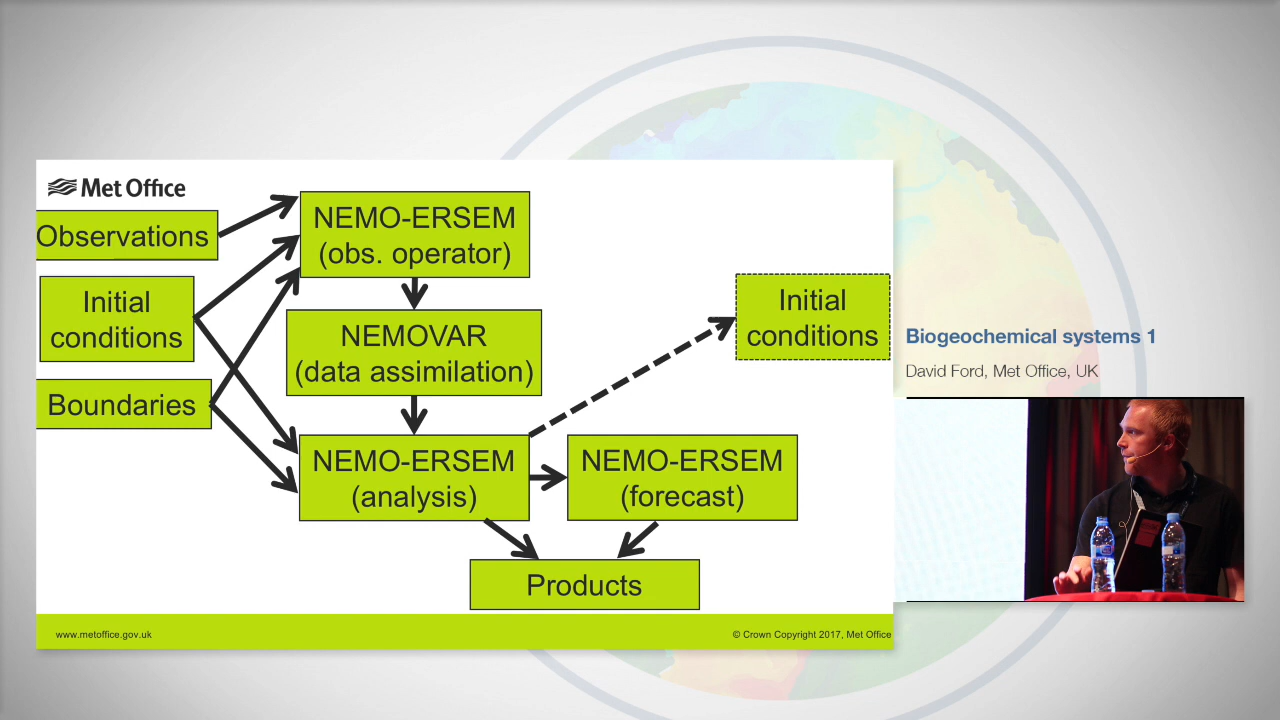 Met Office
Observations
NEMO-ERSEM
(obs. operator)
Initial
conditions
NEMOVAR
(data assimilation)
Initial
conditions
Boundaries
NEMO-ERSEM
(analysis)
NEMO-ERSEM
(forecast)
Products
www.metoffice.gov.uk
© Crown Copyright 2017, Met Office
Biogeochemical systems 1
David Ford, Met Office, UK